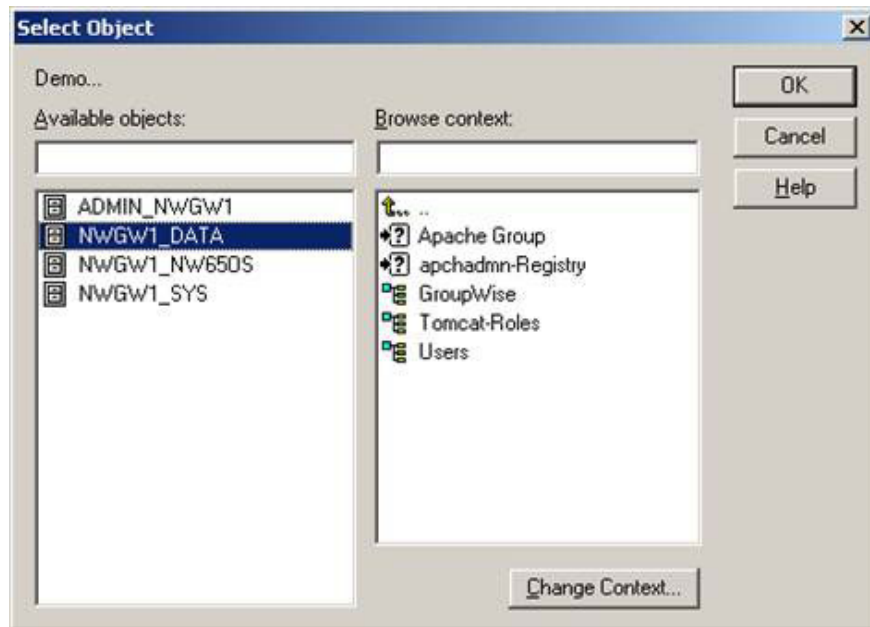 Select Object
Demo...
Available objects:
ADMIN_NWGW1
NWGW1_DATA
NWGW1_NW65OS
NWGW1_SYS
Browse context:
..
Apache Group
apchadmn-Registry
GroupWise
Tomcat-Roles
Users
Change Context...
OK
Cancel
Help